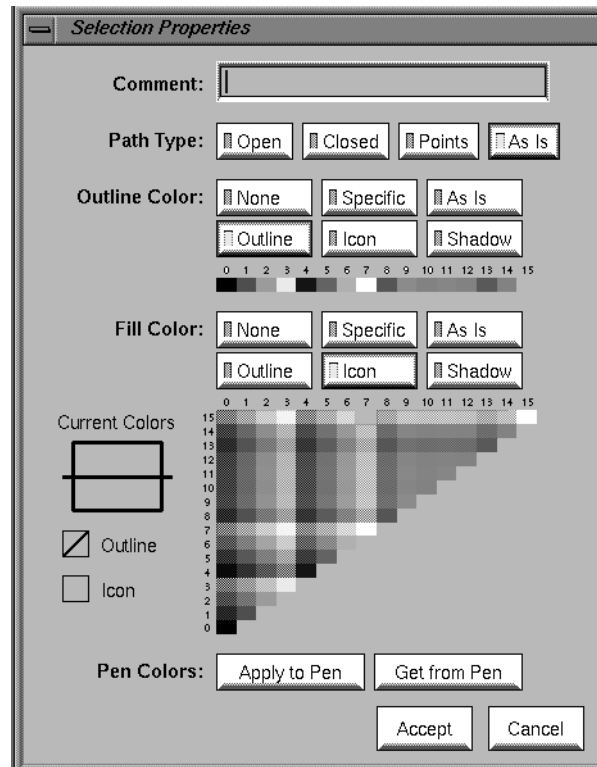 Selection Properties
Comment:
Path Type: Open Closed Points As Is
Outline Color: None Specific As Is
Outline Icon Shadow
0 1 2 3 4 5 6 7 8 9 10 11 12 13 14 15
Fill Color: None Specific As Is
Outline Icon Shadow
0 1 2 3 4 5 6 7 8 9 10 11 12 13 14 15
Current Colors
15
14
13
12
11
10
9
8
7
6
5
4
3
2
1
0
Outline
Icon
Pen Colors: Apply to Pen Get from Pen
Accept Cancel